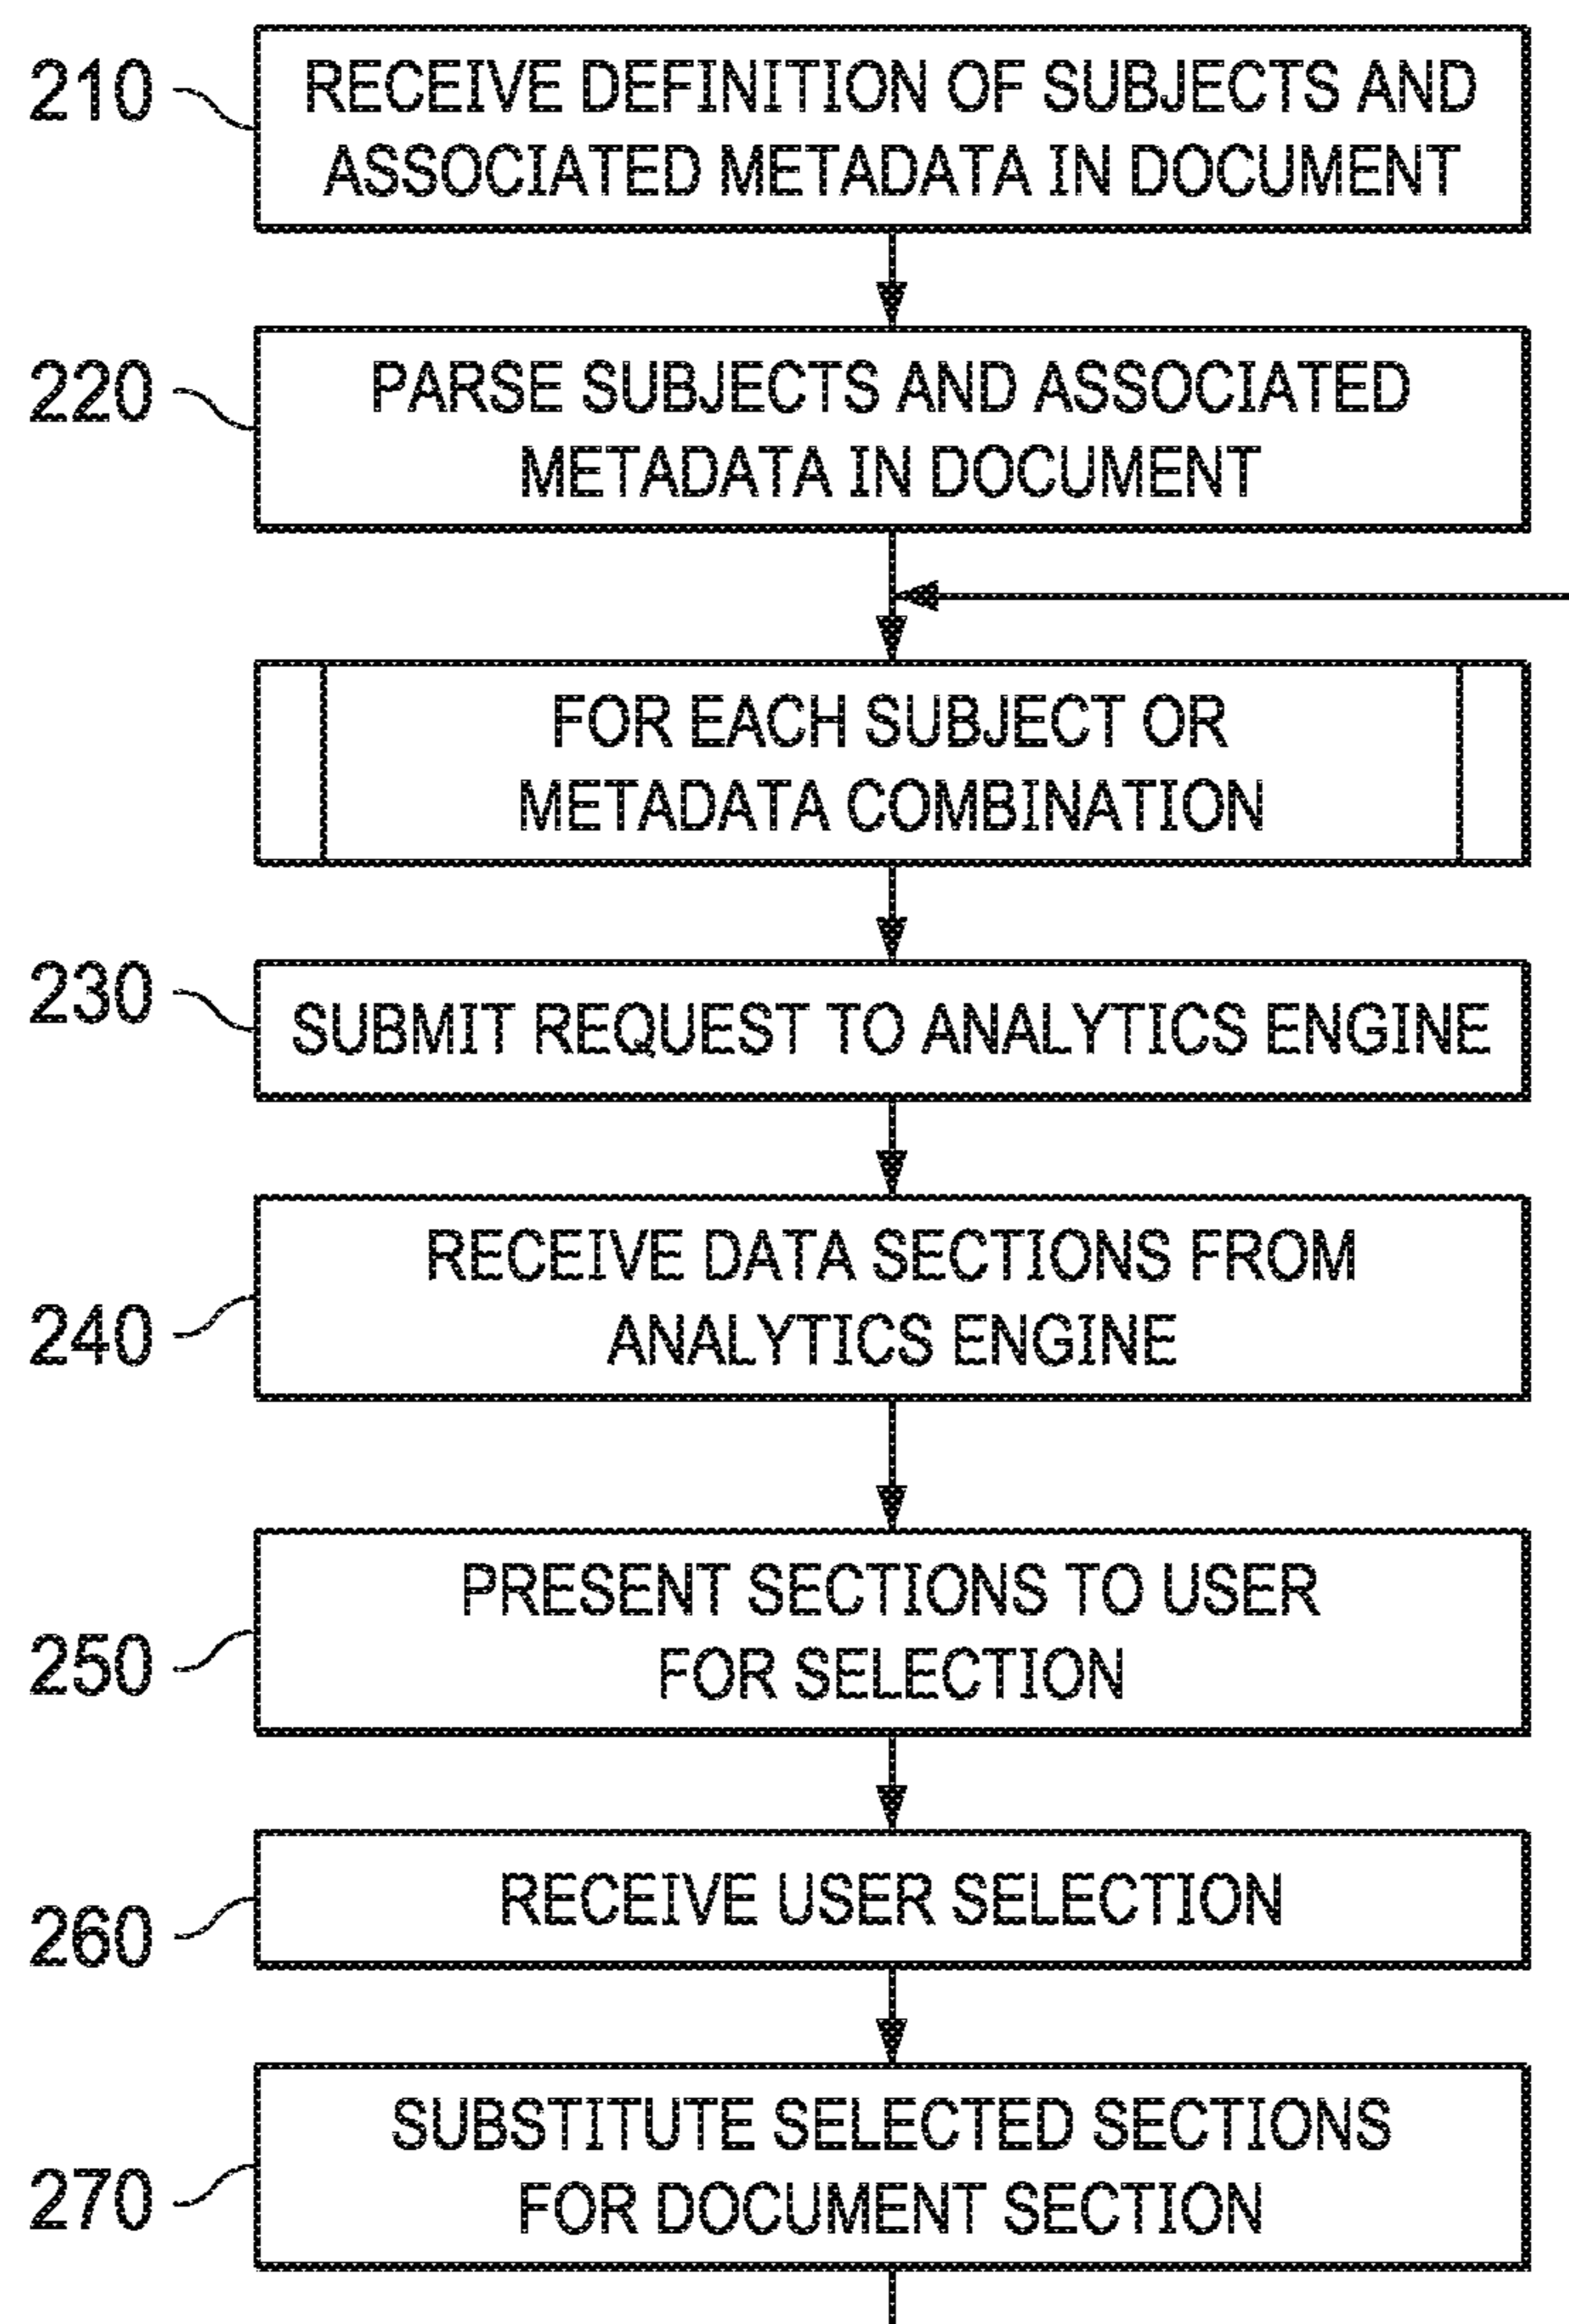 210
RECEIVE DEFINITION OF SUBJECTS AND
ASSOCIATED METADATA IN DOCUMENT
220
PARSE SUBJECTS AND ASSOCIATED
METADATA IN DOCUMENT
FOR EACH SUBJECT OR
METADATA COMBINATION
230
SUBMIT REQUEST TO ANALYTICS ENGINE
240
RECEIVE DATA SECTIONS FROM
ANALYTICS ENGINE
250
PRESENT SECTIONS TO USER
FOR SELECTION
260
RECEIVE USER SELECTION
270
SUBSTITUTE SELECTED SECTIONS
FOR DOCUMENT SECTION